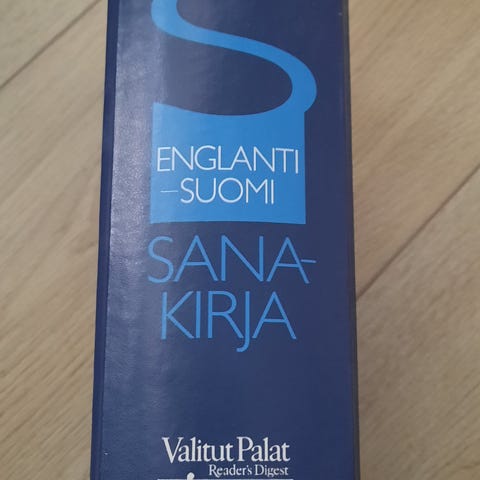 ENGLANTI
–SUOMI
SANA-
KIRJA
Valitut Palat
Reader's Digest